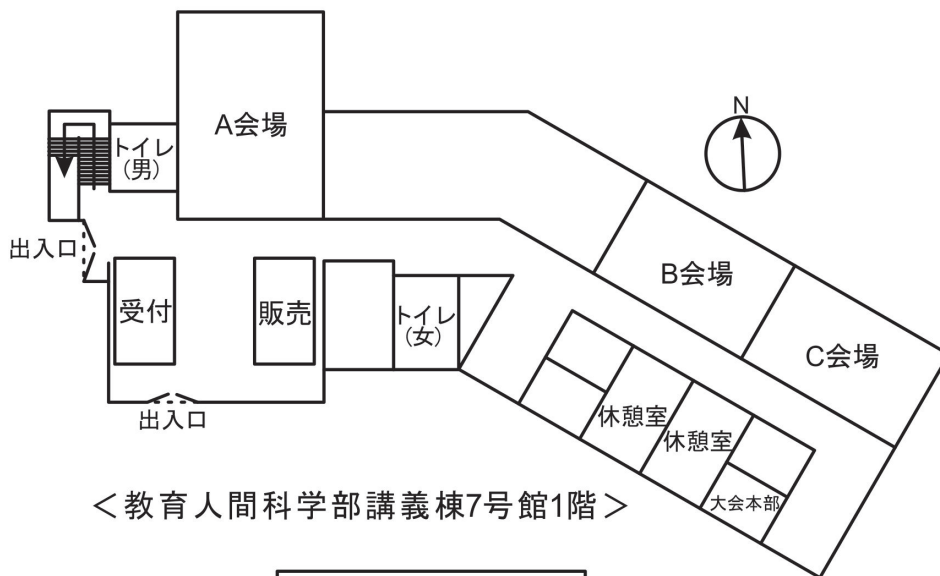 N
A会場
トイレ
(男)
出入口
B会場
受付
販売
トイレ
(女)
C会場
出入口
休憩室
休憩室
大会本部
＜教育人間科学部講義棟7号館1階＞